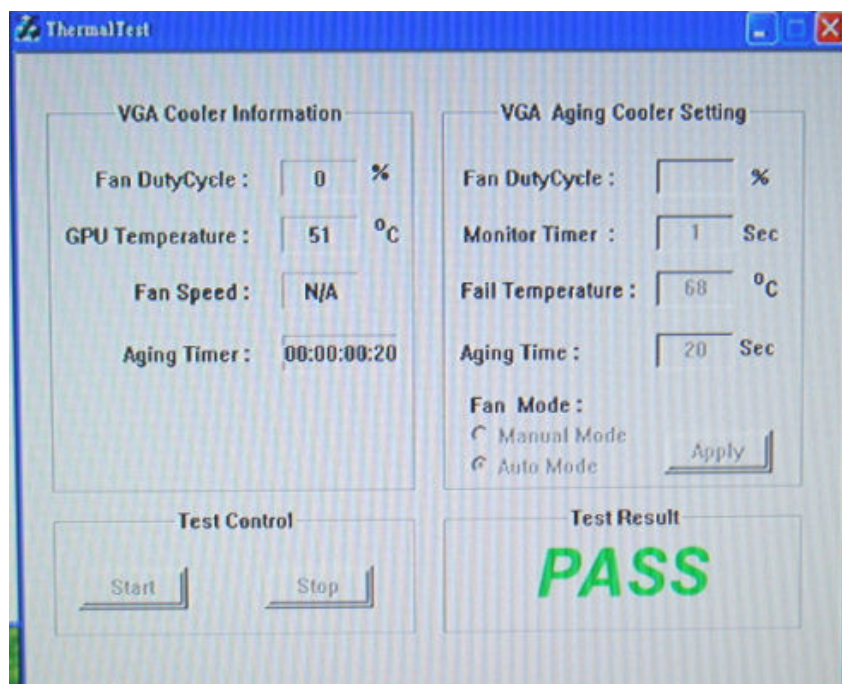 ThermalTest
VGA Cooler Information
Fan DutyCycle : 0 %
GPU Temperature : 51 °C
Fan Speed : N/A
Aging Timer : 00:00:00:20
VGA Aging Cooler Setting
Fan DutyCycle : %
Monitor Timer : 1 Sec
Fail Temperature : 68 °C
Aging Time : 20 Sec
Fan Mode :
Manual Mode
Auto Mode
Apply
Test Control
Start Stop
Test Result
PASS